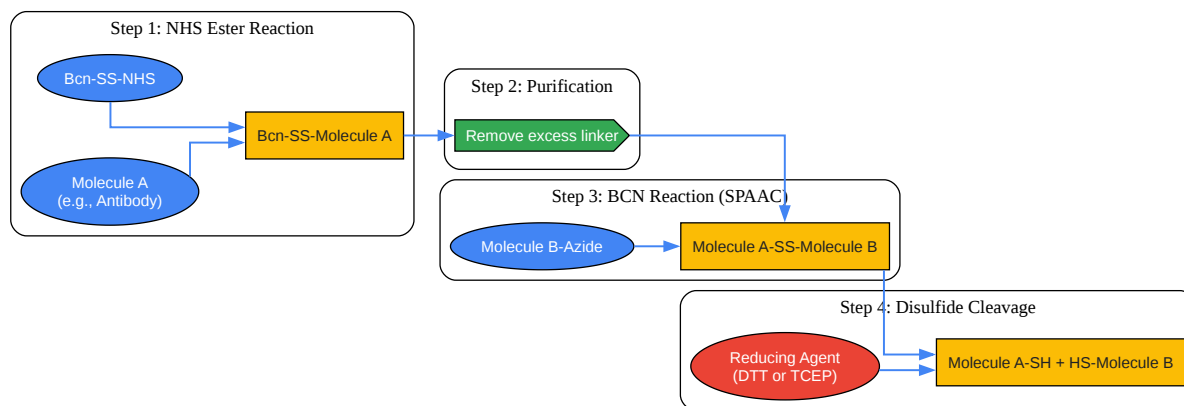 Step 1: NHS Ester Reaction
Bcn-SS-NHS
Bcn-SS-Molecule A
Molecule A
(e.g., Antibody)
Step 2: Purification
Remove excess linker
Step 3: BCN Reaction (SPAAC)
Molecule B-Azide
Molecule A-SS-Molecule B
Step 4: Disulfide Cleavage
Reducing Agent
(DTT or TCEP)
Molecule A-SH + HS-Molecule B